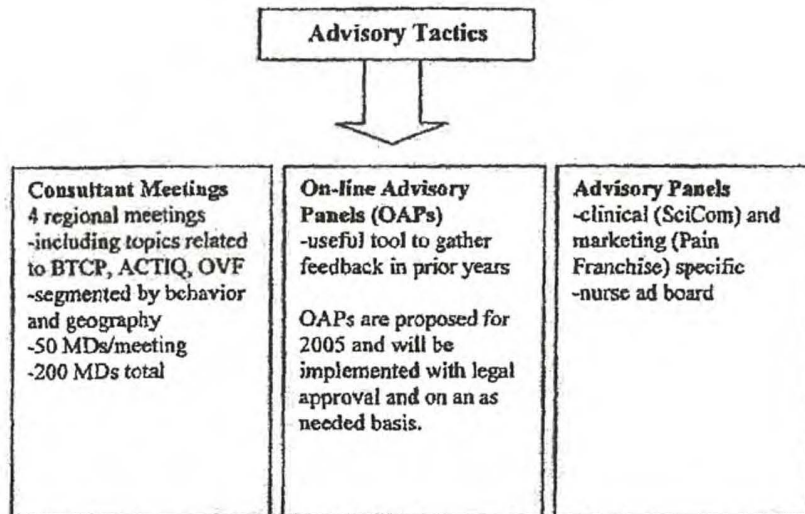 Advisory Tactics
Consultant Meetings
4 regional meetings
-including topics related
to BTCP, ACTIQ, OVF
-segmented by behavior
and geography
-50 MDs/meeting
-200 MDs total
On-line Advisory
Panels (OAPs)
-useful tool to gather
feedback in prior years
OAPs are proposed for
2005 and will be
implemented with legal
approval and on an as
needed basis.
Advisory Panels
-clinical (SciCom) and
marketing (Pain
Franchise) specific
-nurse ad board